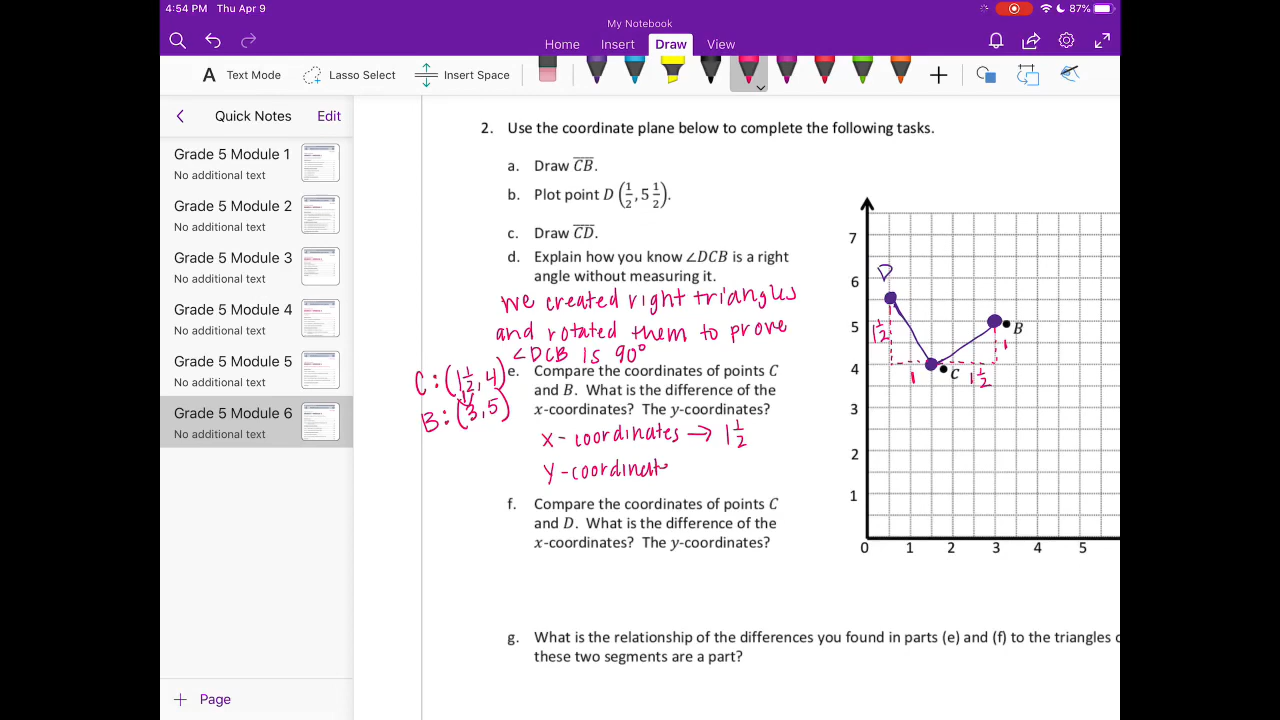 4:54 PM Thu Apr 9
87%
My Notebook
Home Insert Draw View
A Text Mode Lasso Select Insert Space
Quick Notes Edit
Grade 5 Module 1
No additional text
Grade 5 Module 2
No additional text
Grade 5 Module 3
No additional text
Grade 5 Module 4
No additional text
Grade 5 Module 5
No additional text
Grade 5 Module 6
No additional text
Page
2. Use the coordinate plane below to complete the following tasks.
a. Draw C̅B̅.
b. Plot point D (1/2, 5 1/2).
c. Draw C̅D̅.
d. Explain how you know ∠DCB is a right
angle without measuring it.
We created right triangles
and rotated them to prove
∠DCB is 90°
C: (1 1/2, 4)
B: (3, 5)
e. Compare the coordinates of points C
and B. What is the difference of the
x-coordinates? The y-coordinates?
x-coordinates → 1 1/2
y-coordinat
f. Compare the coordinates of points C
and D. What is the difference of the
x-coordinates? The y-coordinates?
g. What is the relationship of the differences you found in parts (e) and (f) to the triangles
these two segments are a part?
7
D
6
1 1/2
B
1
4
C
1
1 1/2
3
2
1
0 1 2 3 4 5